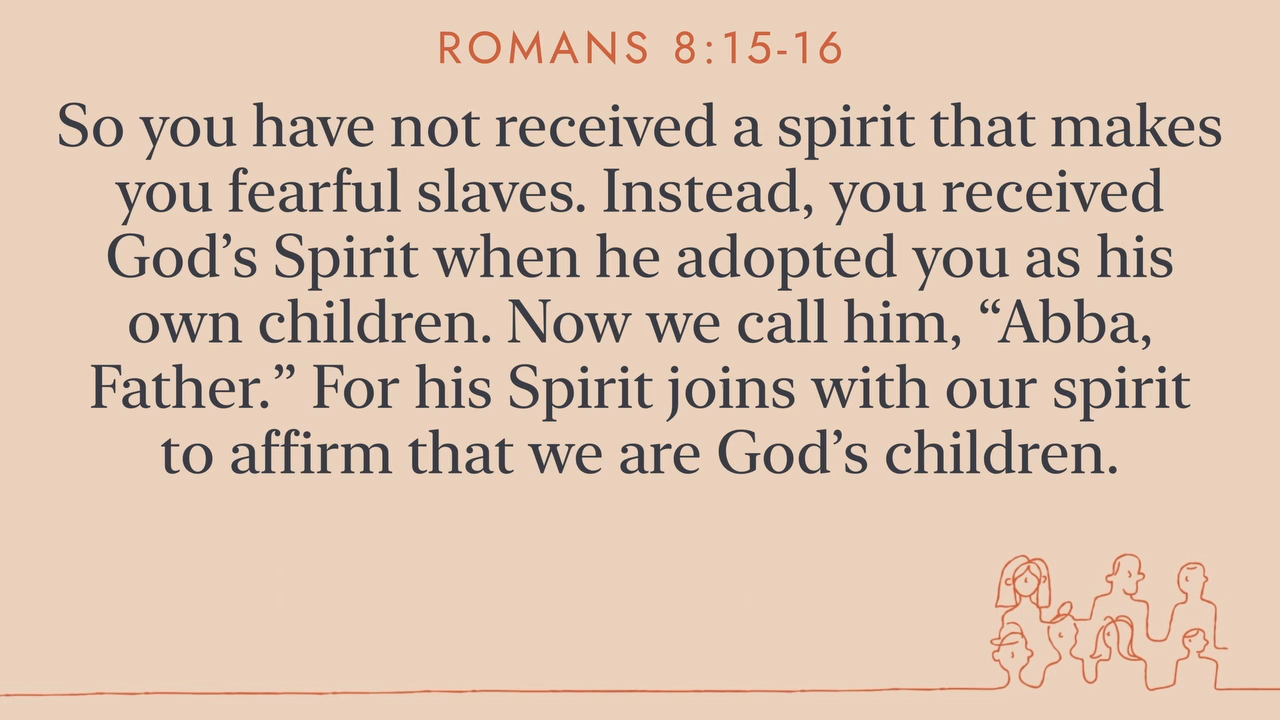 ROMANS 8:15-16
So you have not received a spirit that makes
you fearful slaves. Instead, you received
God’s Spirit when he adopted you as his
own children. Now we call him, “Abba,
Father.” For his Spirit joins with our spirit
to affirm that we are God’s children.